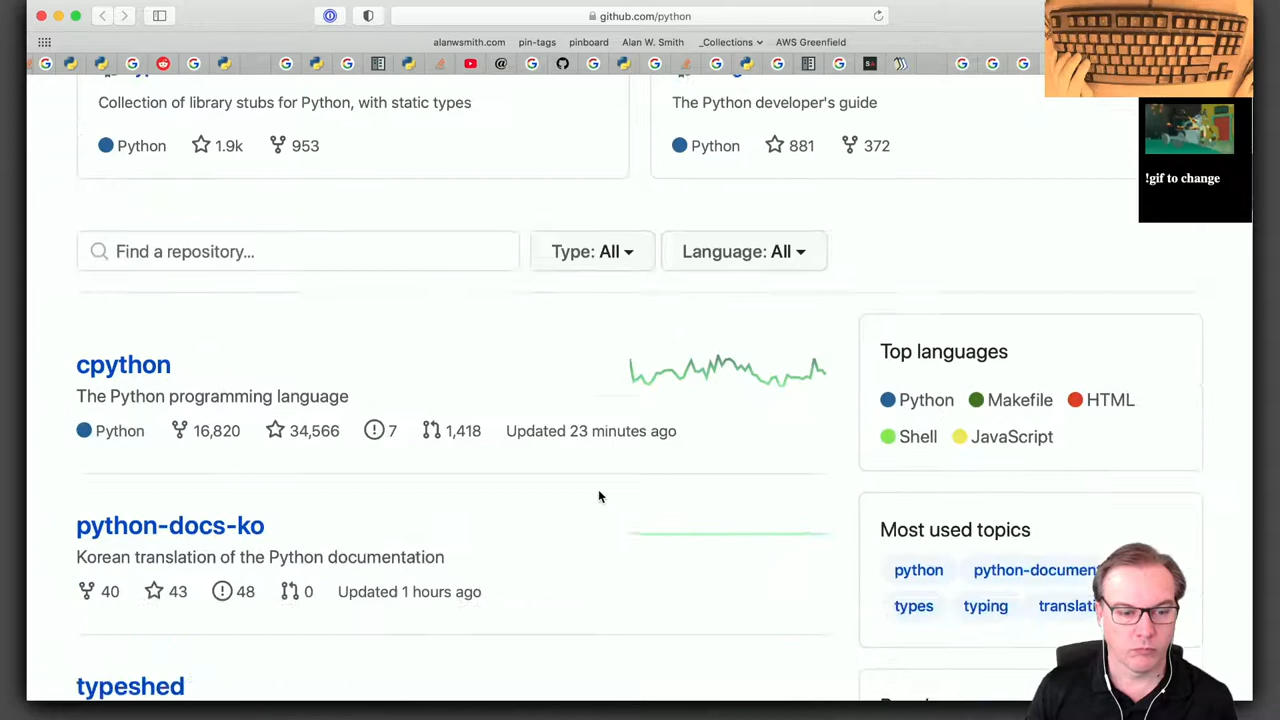 github.com/python
alanwsmith.com pin-tags pinboard Alan W. Smith _Collections AWS Greenfield
Collection of library stubs for Python, with static types
Python 1.9k 953
The Python developer's guide
Python 881 372
!gif to change
Find a repository...
Type: All
Language: All
cpython
The Python programming language
Python 16,820 34,566 7 1,418 Updated 23 minutes ago
python-docs-ko
Korean translation of the Python documentation
40 43 48 0 Updated 1 hours ago
typeshed
Top languages
Python Makefile HTML
Shell JavaScript
Most used topics
python python-documen
types typing translati